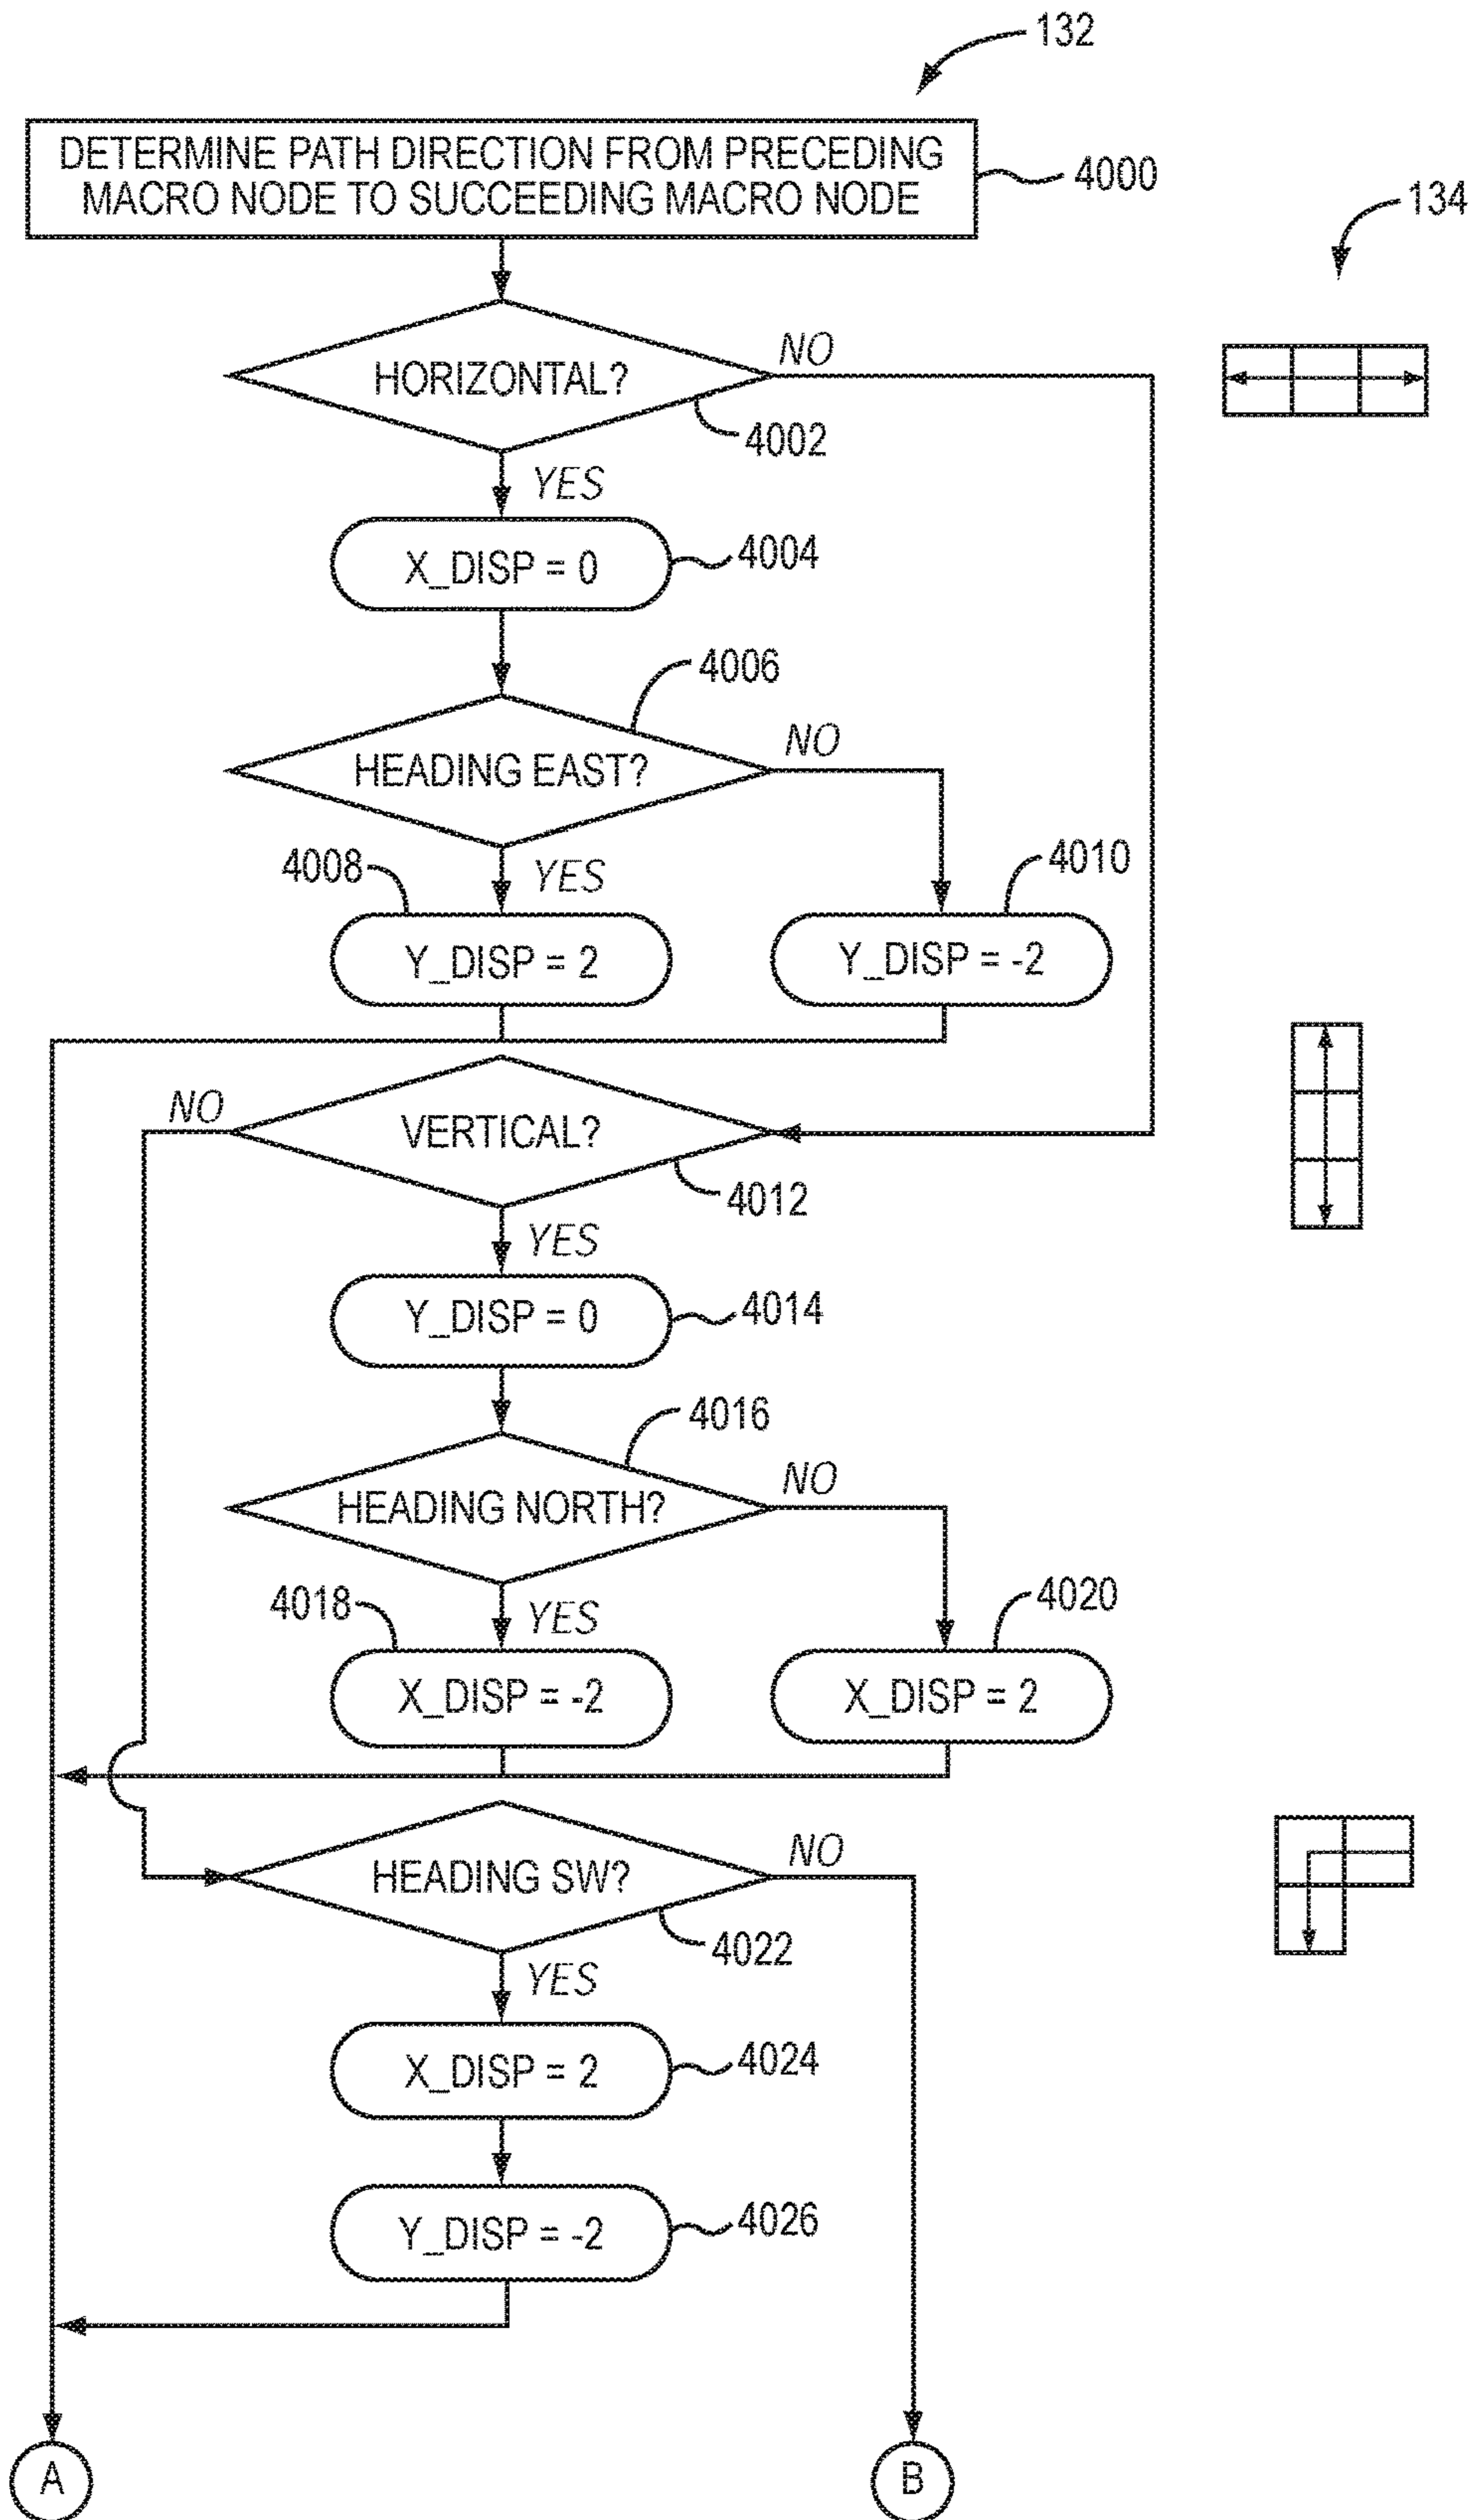 132
DETERMINE PATH DIRECTION FROM PRECEDING
MACRO NODE TO SUCCEEDING MACRO NODE
4000
134
HORIZONTAL?
NO
4002
YES
X_DISP = 0
4004
4006
HEADING EAST?
NO
4008
YES
4010
Y_DISP = 2
Y_DISP = -2
NO
VERTICAL?
4012
YES
Y_DISP = 0
4014
4016
HEADING NORTH?
NO
4018
YES
4020
X_DISP = -2
X_DISP = 2
HEADING SW?
NO
4022
YES
X_DISP = 2
4024
Y_DISP = -2
4026
A
B